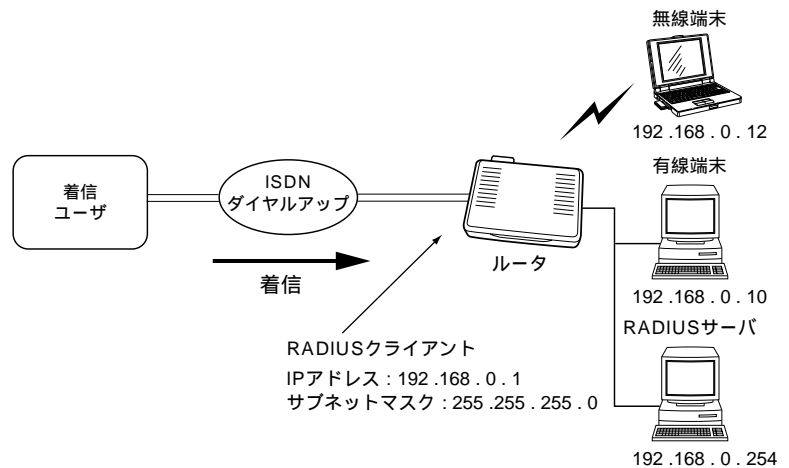 無線端末
192 .168 . 0 . 12
有線端末
192 .168 . 0 . 10
RADIUSサーバ
192 .168 . 0 . 254
着信
ユーザ
ISDN
ダイヤルアップ
着信
ルータ
RADIUSクライアント
IPアドレス : 192 .168 . 0 . 1
サブネットマスク : 255 .255 . 255 . 0